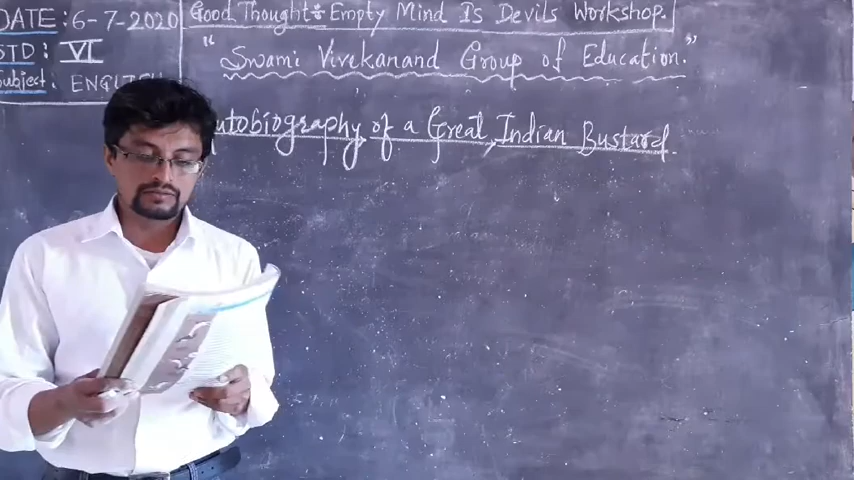 DATE: 6-7-2020
Good Thought: Empty Mind Is Devils Workshop.
STD: VI
Subject: ENGLISH
"Swami Vivekanand Group of Education."
Autobiography of a Great Indian Bustard.